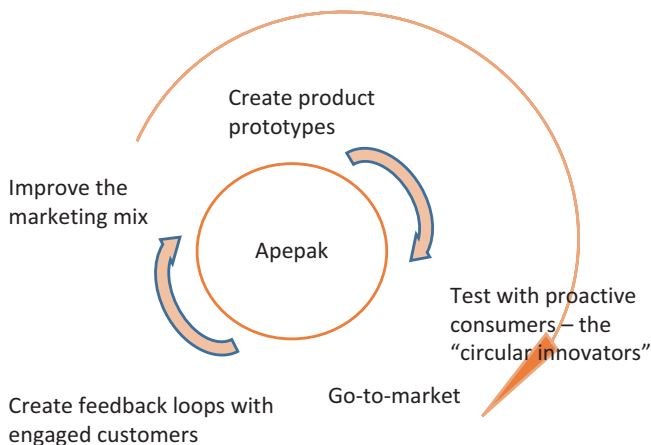 Create product
prototypes
Improve the
marketing mix
Apepak
Test with proactive
consumers – the
“circular innovators”
Go-to-market
Create feedback loops with
engaged customers